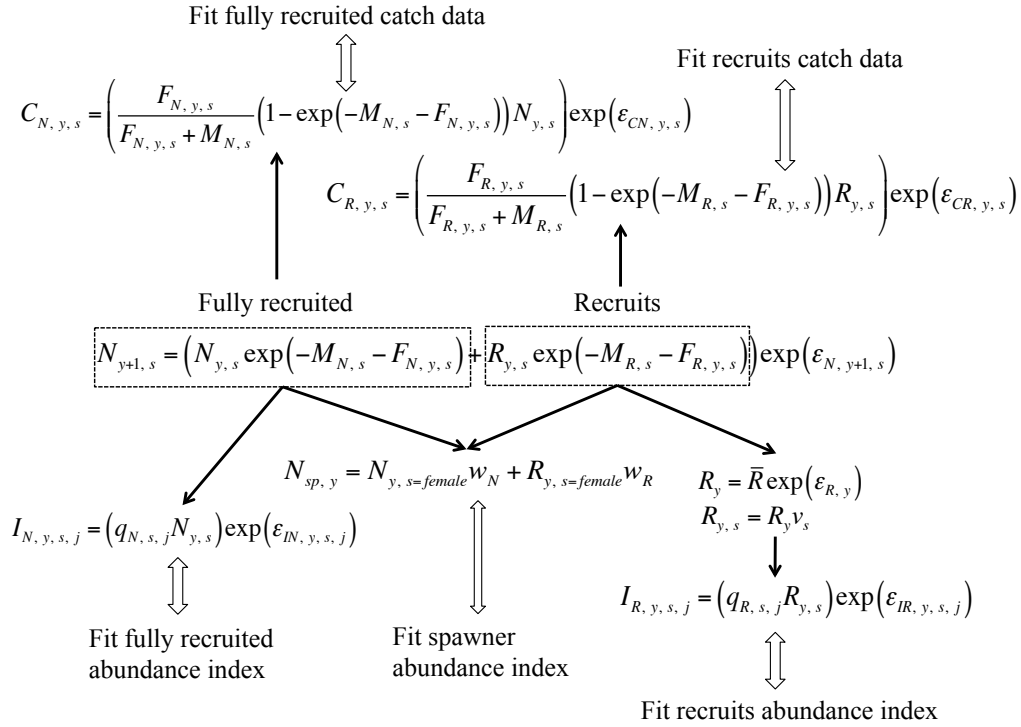 Fit fully recruited catch data
Fit recruits catch data
C_{N, y, s} = ( F_{N, y, s} / (F_{N, y, s} + M_{N, s}) (1 − exp(−M_{N, s} − F_{N, y, s})) N_{y, s} ) exp(ε_{CN, y, s})
C_{R, y, s} = ( F_{R, y, s} / (F_{R, y, s} + M_{R, s}) (1 − exp(−M_{R, s} − F_{R, y, s})) R_{y, s} ) exp(ε_{CR, y, s})
Fully recruited
Recruits
N_{y+1, s} = (N_{y, s} exp(−M_{N, s} − F_{N, y, s}) + R_{y, s} exp(−M_{R, s} − F_{R, y, s})) exp(ε_{N, y+1, s})
N_{sp, y} = N_{y, s=female} w_N + R_{y, s=female} w_R
R_y = R̅ exp(ε_{R, y})
R_{y, s} = R_y v_s
I_{N, y, s, j} = (q_{N, s, j} N_{y, s}) exp(ε_{IN, y, s, j})
I_{R, y, s, j} = (q_{R, s, j} R_{y, s}) exp(ε_{IR, y, s, j})
Fit fully recruited
abundance index
Fit spawner
abundance index
Fit recruits abundance index